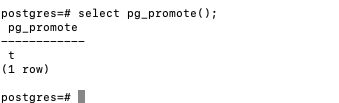 postgres=# select pg_promote();
 pg_promote
------------
 t
(1 row)

postgres=#